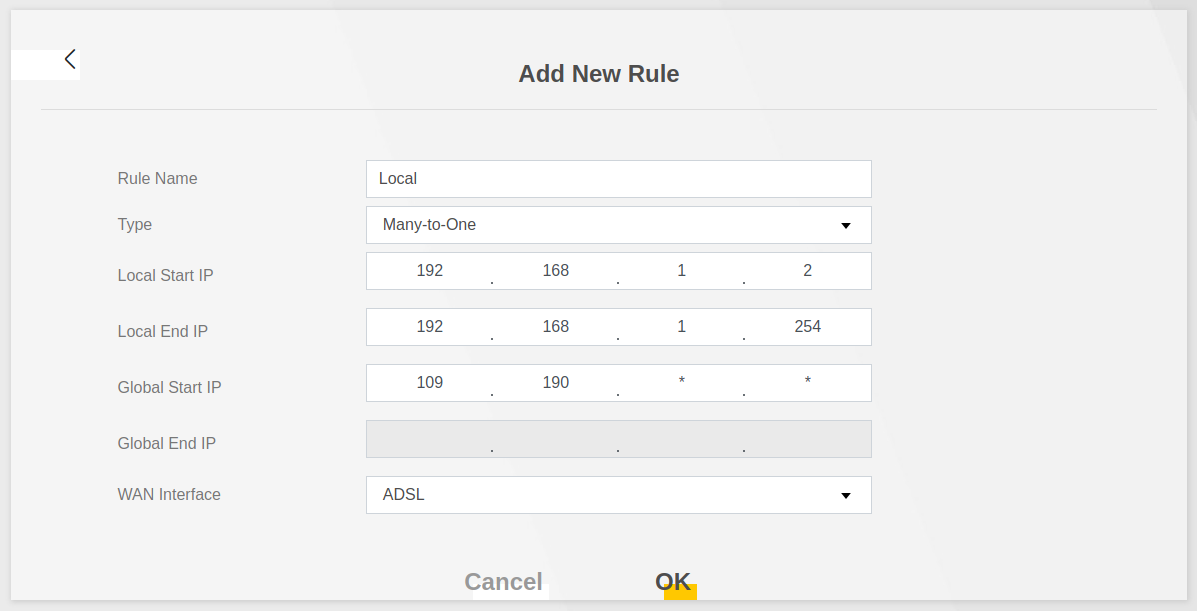 Add New Rule
Rule Name Local
Type Many-to-One
Local Start IP 192 . 168 . 1 . 2
Local End IP 192 . 168 . 1 . 254
Global Start IP 109 . 190 . * . *
Global End IP . . .
WAN Interface ADSL
Cancel OK